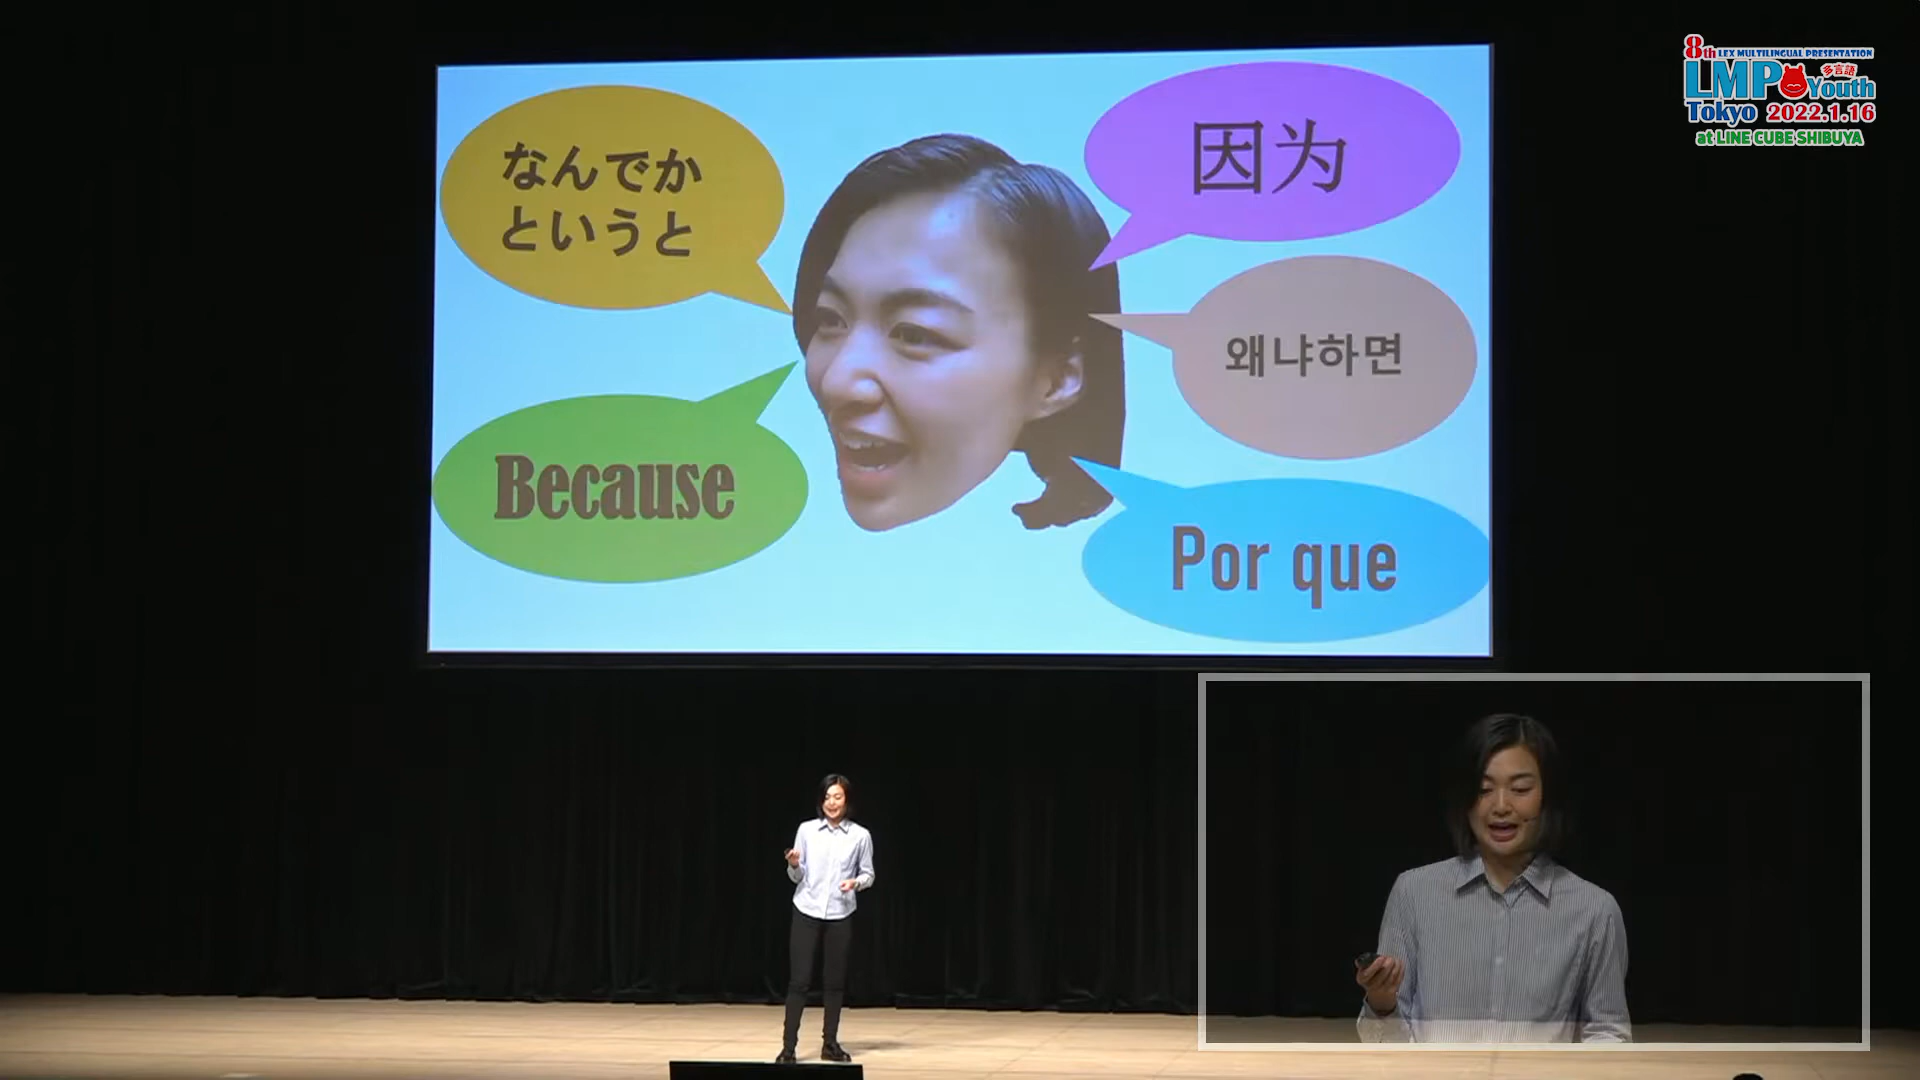 なんでか
というと
Because
因为
왜냐하면
Por que
8th LEX MULTILINGUAL PRESENTATION
LMP 多言語 Youth
Tokyo 2022.1.16
at LINE CUBE SHIBUYA